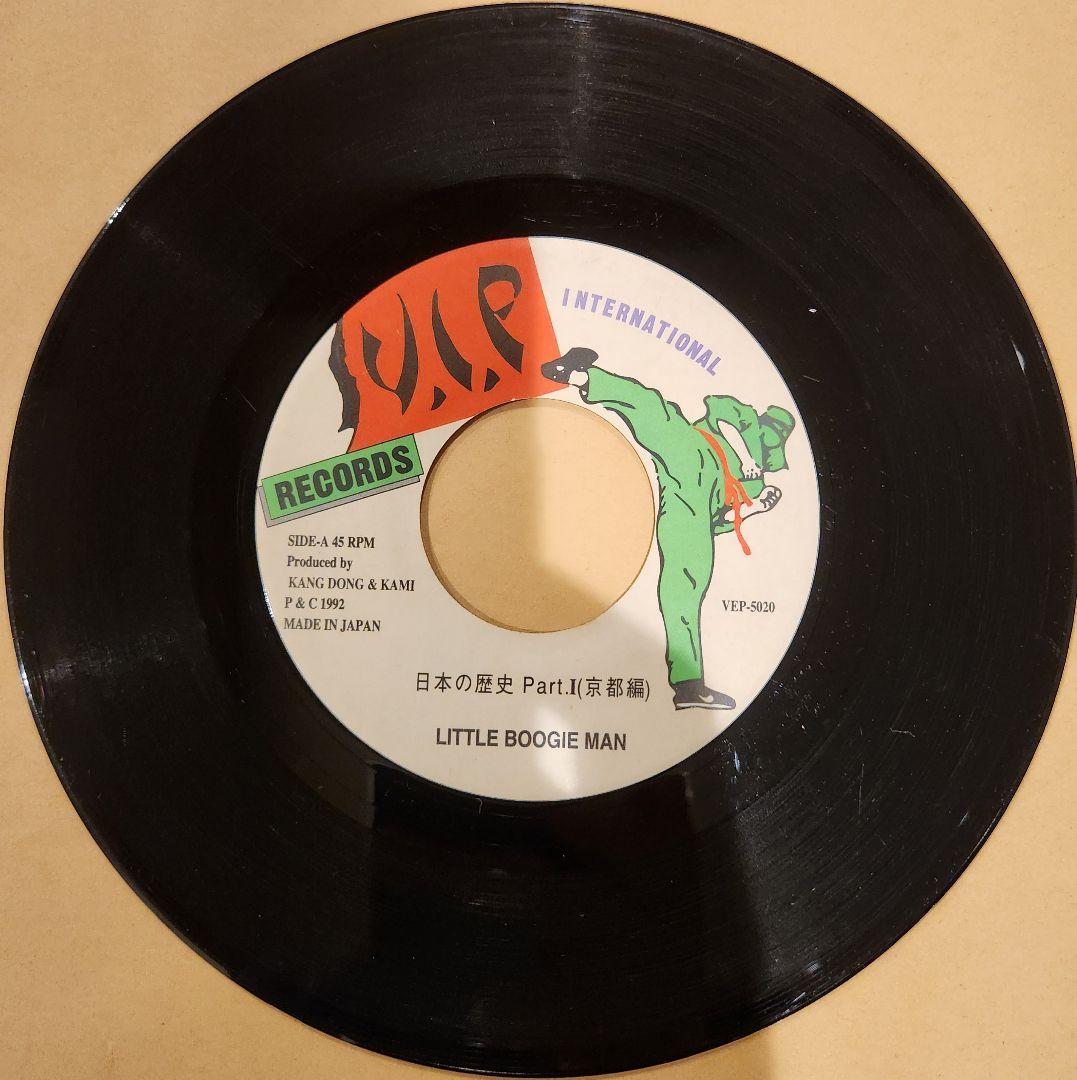 V.I.P
INTERNATIONAL
RECORDS
SIDE-A 45 RPM
Produced by
KANG DONG & KAMI
P & C 1992
MADE IN JAPAN
VEP-5020
日本の歴史 Part.I(京都編)
LITTLE BOOGIE MAN